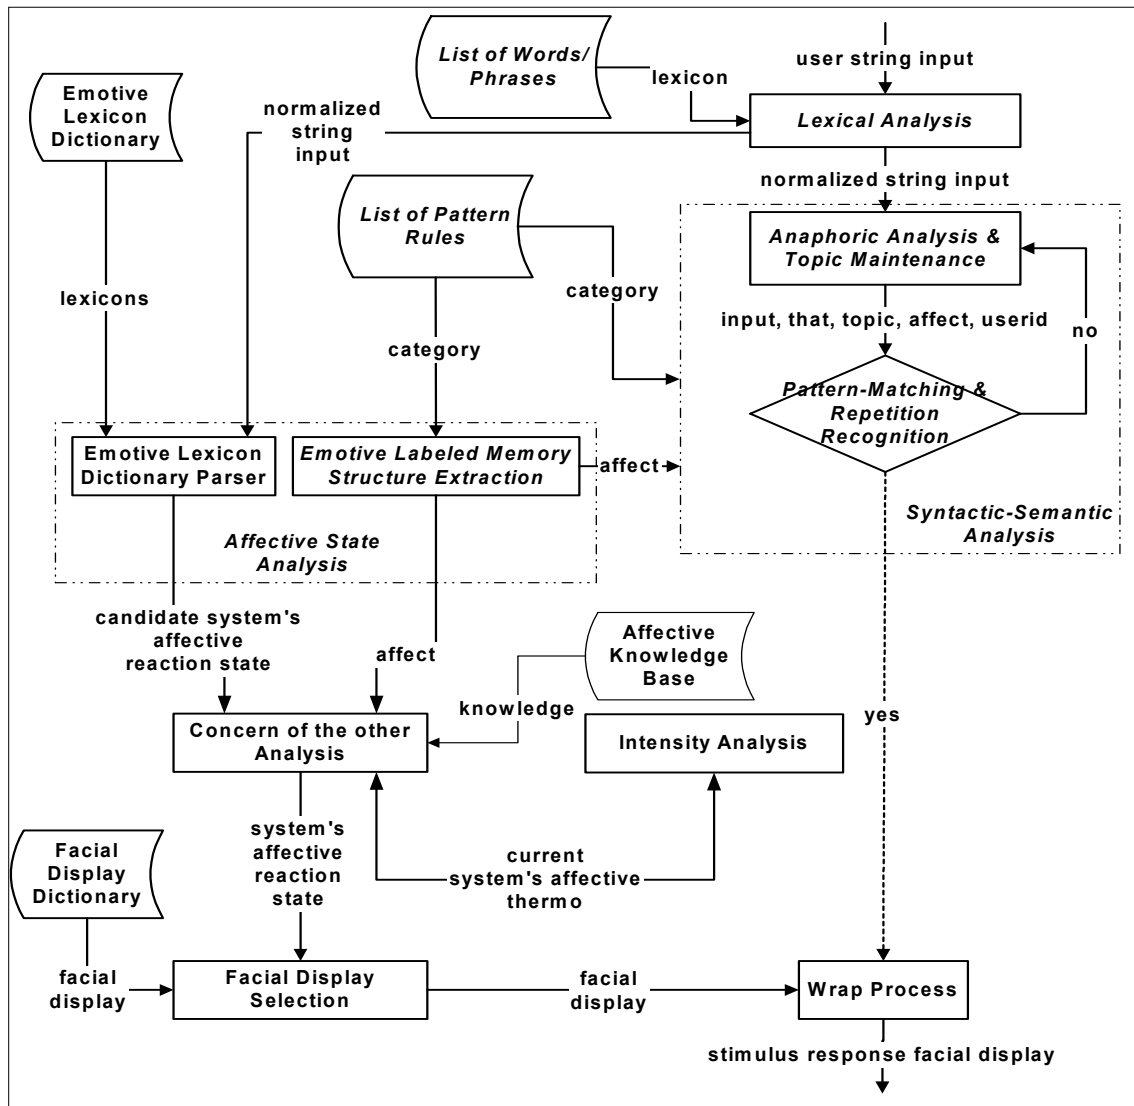 List of Words/
Phrases
user string input
lexicon
Emotive
Lexicon
Dictionary
normalized
string
input
Lexical Analysis
normalized string input
List of Pattern
Rules
Anaphoric Analysis &
Topic Maintenance
lexicons
category
input, that, topic, affect, userid
no
category
Pattern-Matching &
Repetition
Recognition
Emotive Lexicon
Dictionary Parser
Emotive Labeled Memory
Structure Extraction
affect
Syntactic-Semantic
Analysis
Affective State
Analysis
candidate system's
affective
reaction state
affect
Affective
Knowledge
Base
knowledge
yes
Concern of the other
Analysis
Intensity Analysis
system's
affective
reaction
state
current
system's affective
thermo
Facial
Display
Dictionary
facial
display
Facial Display
Selection
facial
display
Wrap Process
stimulus response facial display